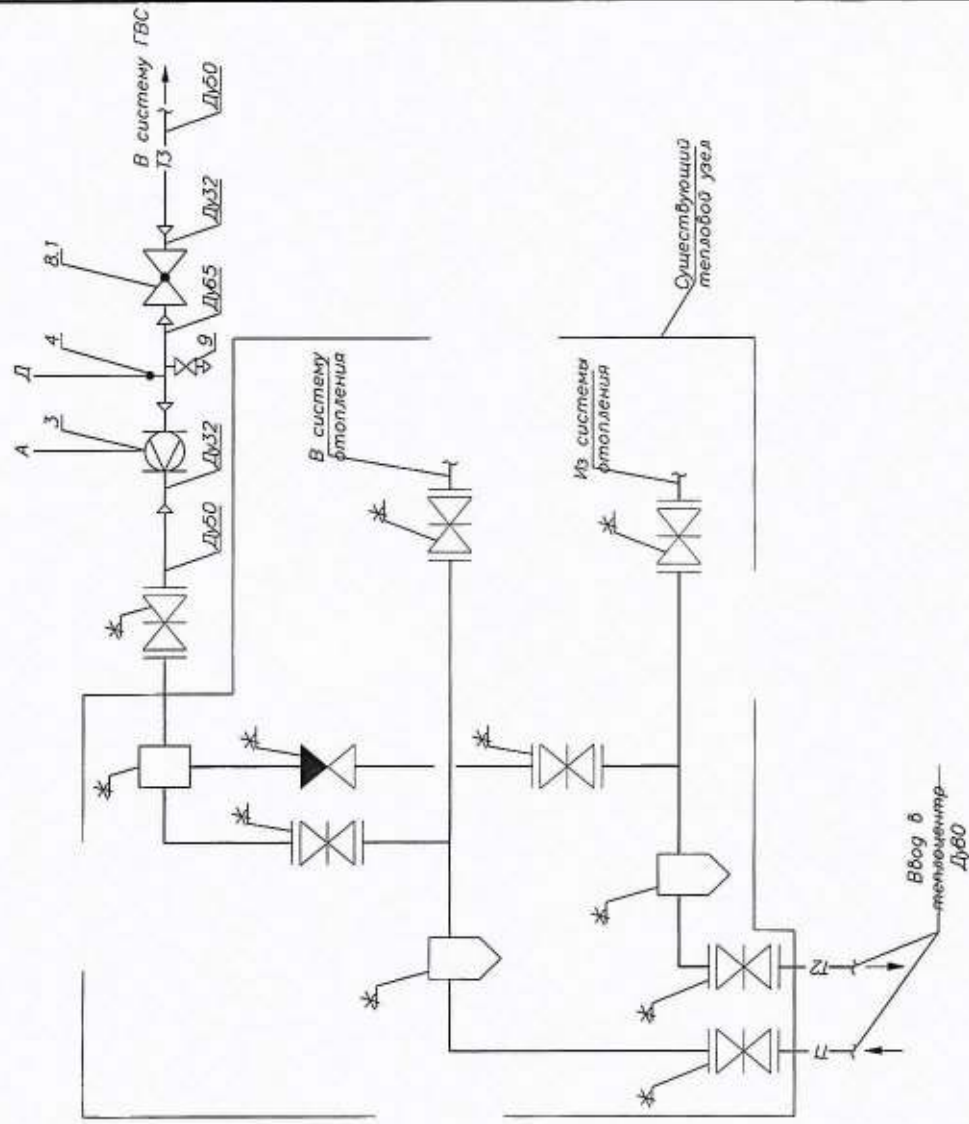 В систему ГВС
Т3
Ду50
8.1
Ду32
4
Ду65
Д
9
3
А
Ду32
Ду50
*
*
*
*
*
*
*
*
*
*
*
В систему
отопления
Из системы
отопления
Существующий
тепловой узел
Т2
Т1
Ввод в
теплоцентр
Ду80